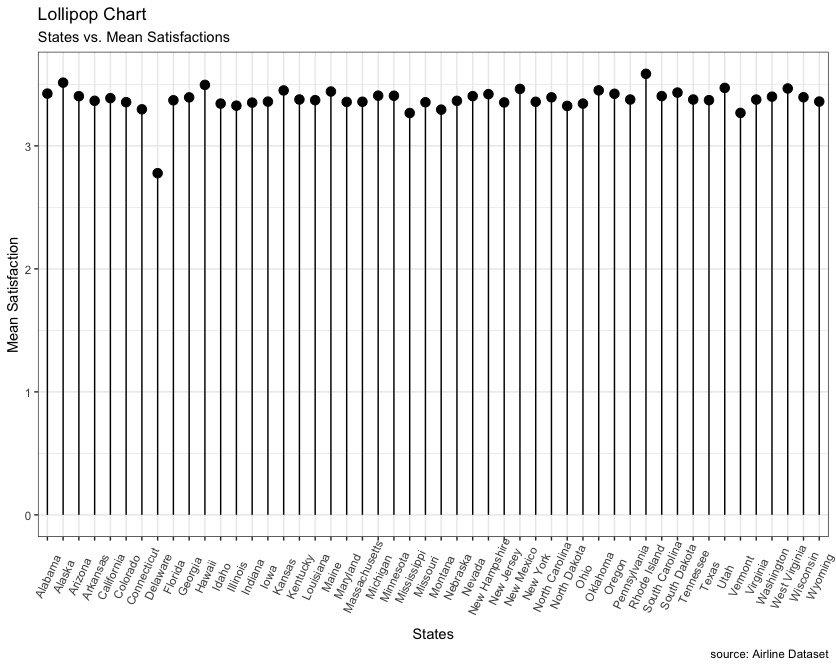 Lollipop Chart
States vs. Mean Satisfactions
Mean Satisfaction
3
2
1
0
Alabama
Alaska
Arizona
Arkansas
California
Colorado
Connecticut
Delaware
Florida
Georgia
Hawaii
Idaho
Illinois
Indiana
Iowa
Kansas
Kentucky
Louisiana
Maine
Maryland
Massachusetts
Michigan
Minnesota
Mississippi
Missouri
Montana
Nebraska
Nevada
New Hampshire
New Jersey
New Mexico
New York
North Carolina
North Dakota
Ohio
Oklahoma
Oregon
Pennsylvania
Rhode Island
South Carolina
South Dakota
Tennessee
Texas
Utah
Vermont
Virginia
Washington
West Virginia
Wisconsin
Wyoming
States
source: Airline Dataset